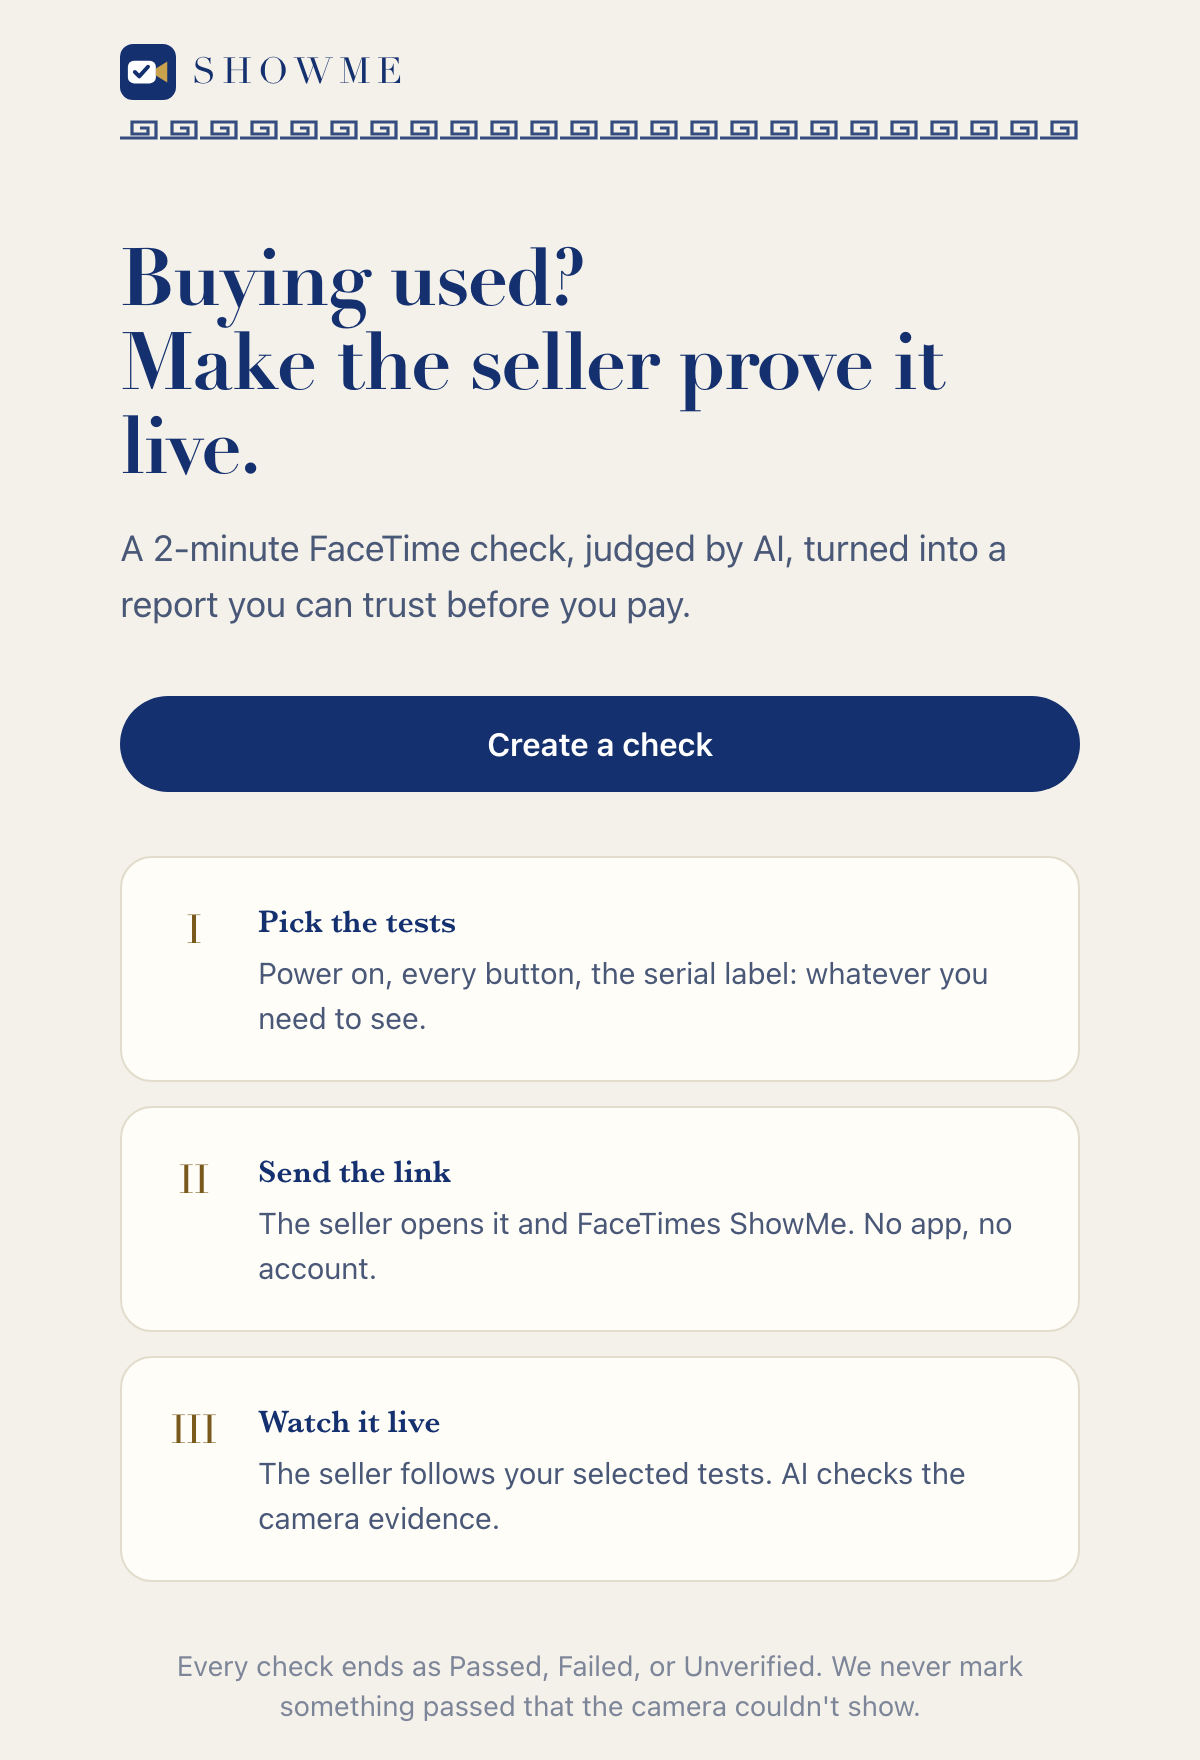 SHOWME
Buying used?
Make the seller prove it
live.
A 2-minute FaceTime check, judged by AI, turned into a
report you can trust before you pay.
Create a check
I
Pick the tests
Power on, every button, the serial label: whatever you
need to see.
II
Send the link
The seller opens it and FaceTimes ShowMe. No app, no
account.
III
Watch it live
The seller follows your selected tests. AI checks the
camera evidence.
Every check ends as Passed, Failed, or Unverified. We never mark
something passed that the camera couldn't show.